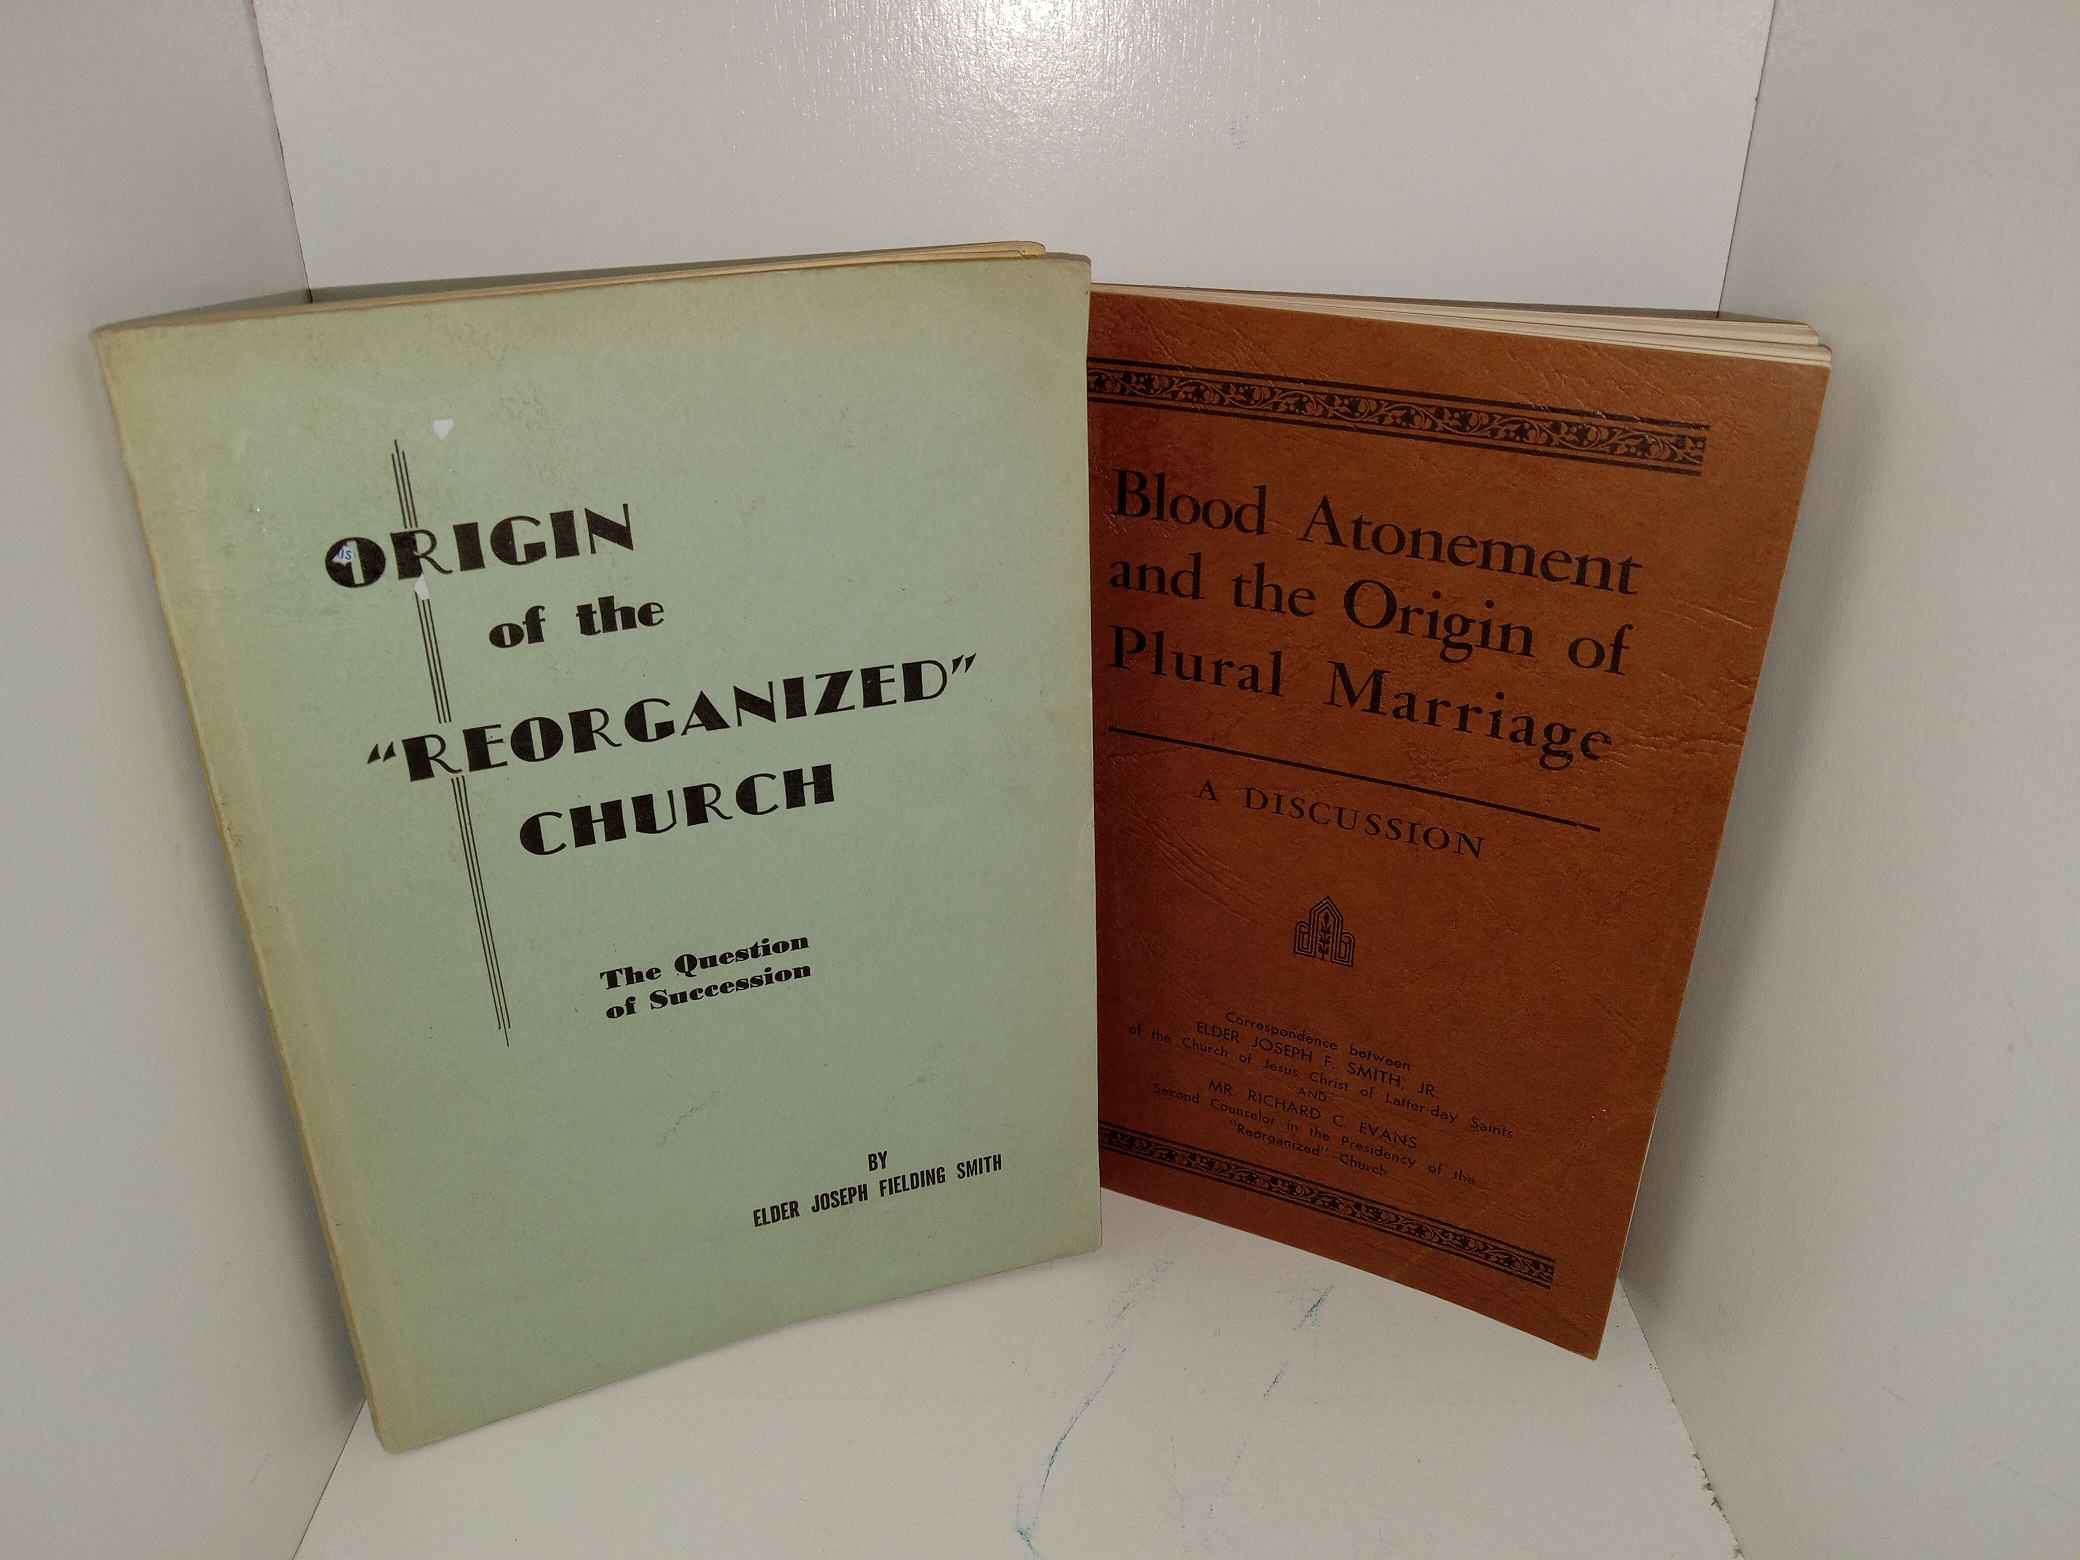 ORIGIN
of the
"REORGANIZED"
CHURCH
The Question
of Succession
BY
ELDER JOSEPH FIELDING SMITH
Blood Atonement
and the Origin of
Plural Marriage
A DISCUSSION
Correspondence between
ELDER JOSEPH F. SMITH, JR.
of the Church of Jesus Christ of Latter-day Saints
AND
MR. RICHARD C. EVANS
Second Counselor in the Presidency of the
"Reorganized" Church